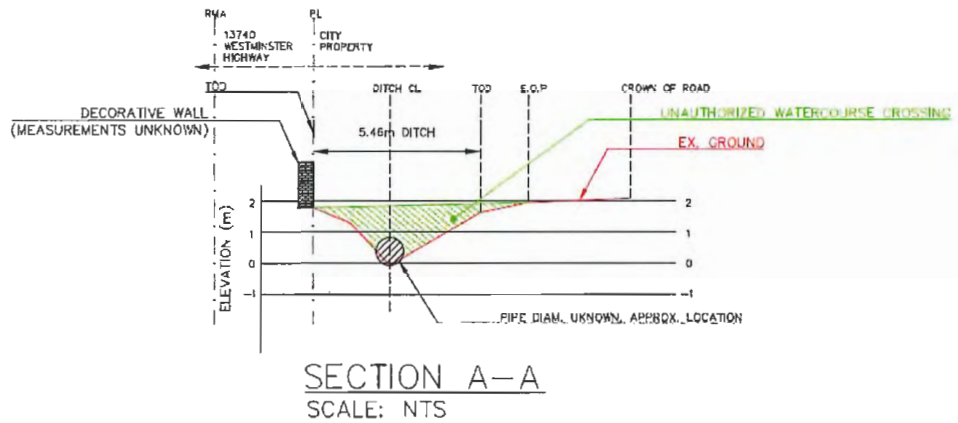 RMA PL
13740
WESTMINSTER
HIGHWAY
CITY
PROPERTY
TOD DITCH CL TOD E.O.P CROWN OF ROAD
DECORATIVE WALL
(MEASUREMENTS UNKNOWN)
5.46m DITCH
UNAUTHORIZED WATERCOURSE CROSSING
EX. GROUND
ELEVATION (m)
2 2
1 1
0 0
-1 -1
PIPE DIAM. UKNOWN, APPROX. LOCATION
SECTION A-A
SCALE: NTS